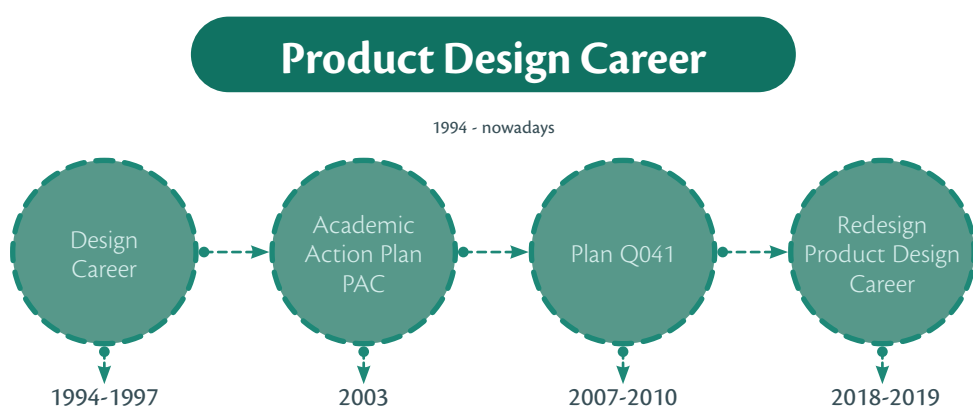 Product Design Career
1994 - nowadays
Design
Career
Academic
Action Plan
PAC
Plan Q041
Redesign
Product Design
Career
1994-1997
2003
2007-2010
2018-2019